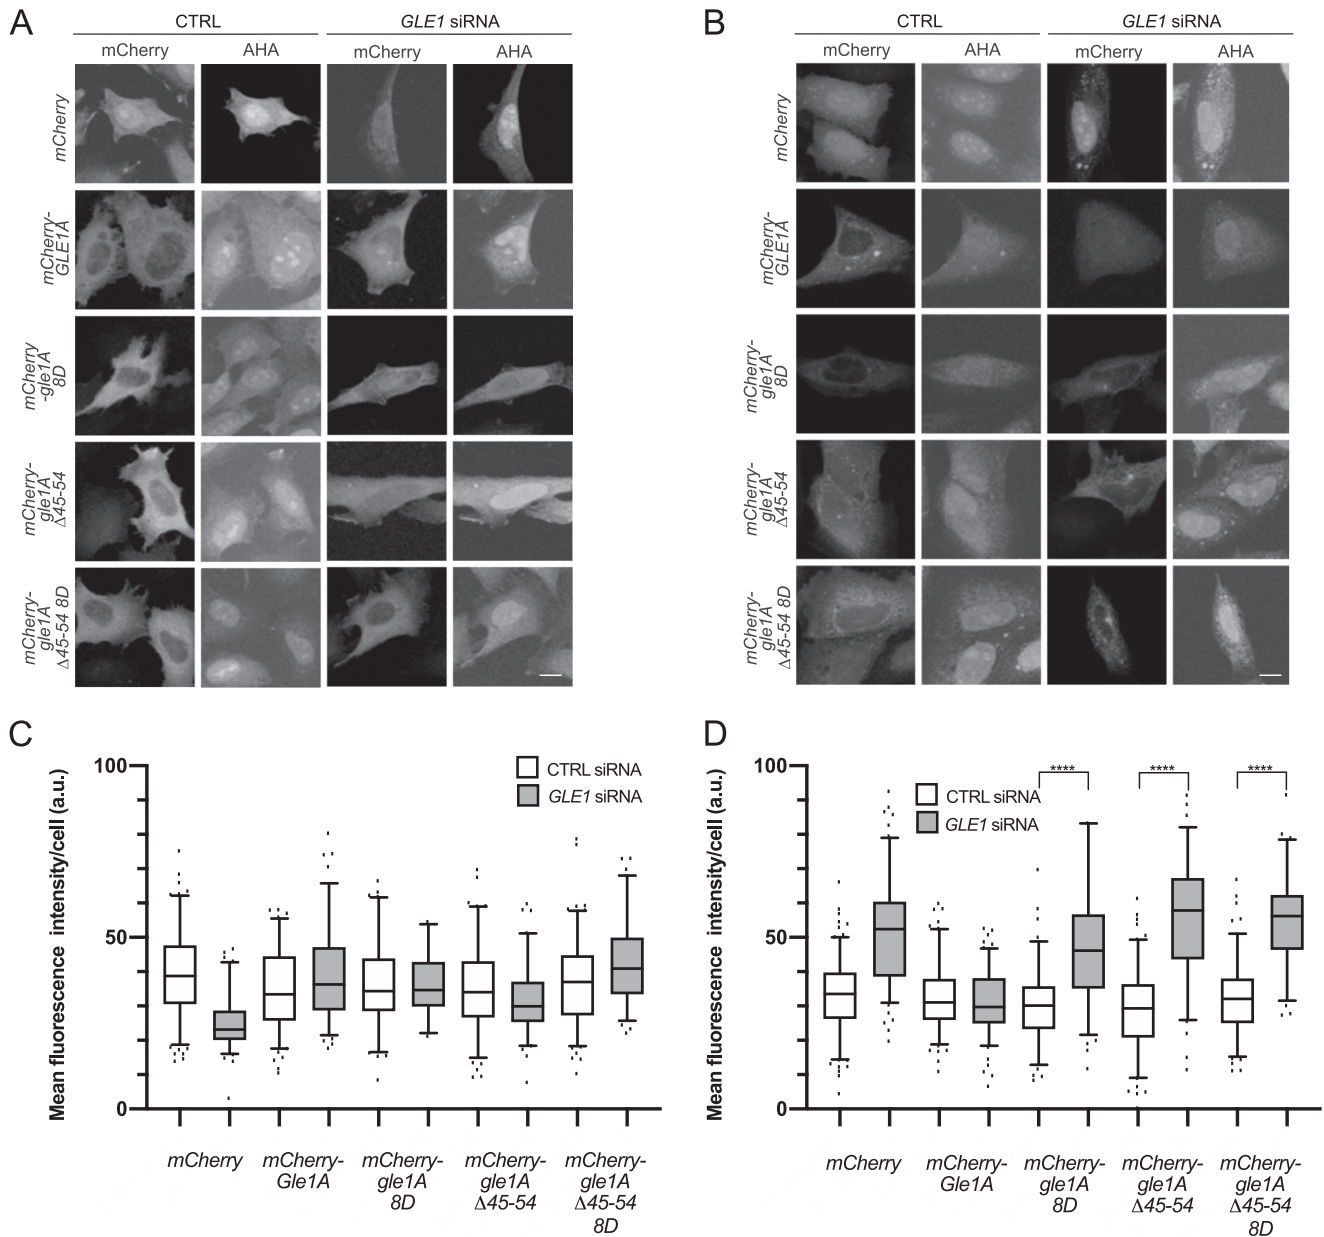 A
CTRL
GLE1 siRNA
mCherry
AHA
mCherry
AHA
mCherry
mCherry-
GLE1A
mCherry
-gle1A
8D
mCherry-
gle1A
Δ45-54
mCherry-
gle1A
Δ45-54 8D
B
CTRL
GLE1 siRNA
mCherry
AHA
mCherry
AHA
mCherry
mCherry-
GLE1A
mCherry-
gle1A
8D
mCherry-
gle1A
Δ45-54
mCherry-
gle1A
Δ45-54 8D
C
Mean fluorescence intensity/cell (a.u.)
100
50
0
CTRL siRNA
GLE1 siRNA
mCherry
mCherry-
Gle1A
mCherry-
gle1A
8D
mCherry-
gle1A
Δ45-54
mCherry-
gle1A
Δ45-54
8D
D
Mean fluorescence intensity/cell (a.u.)
100
50
0
CTRL siRNA
GLE1 siRNA
****
****
****
mCherry
mCherry-
Gle1A
mCherry-
gle1A
8D
mCherry-
gle1A
Δ45-54
mCherry-
gle1A
Δ45-54
8D